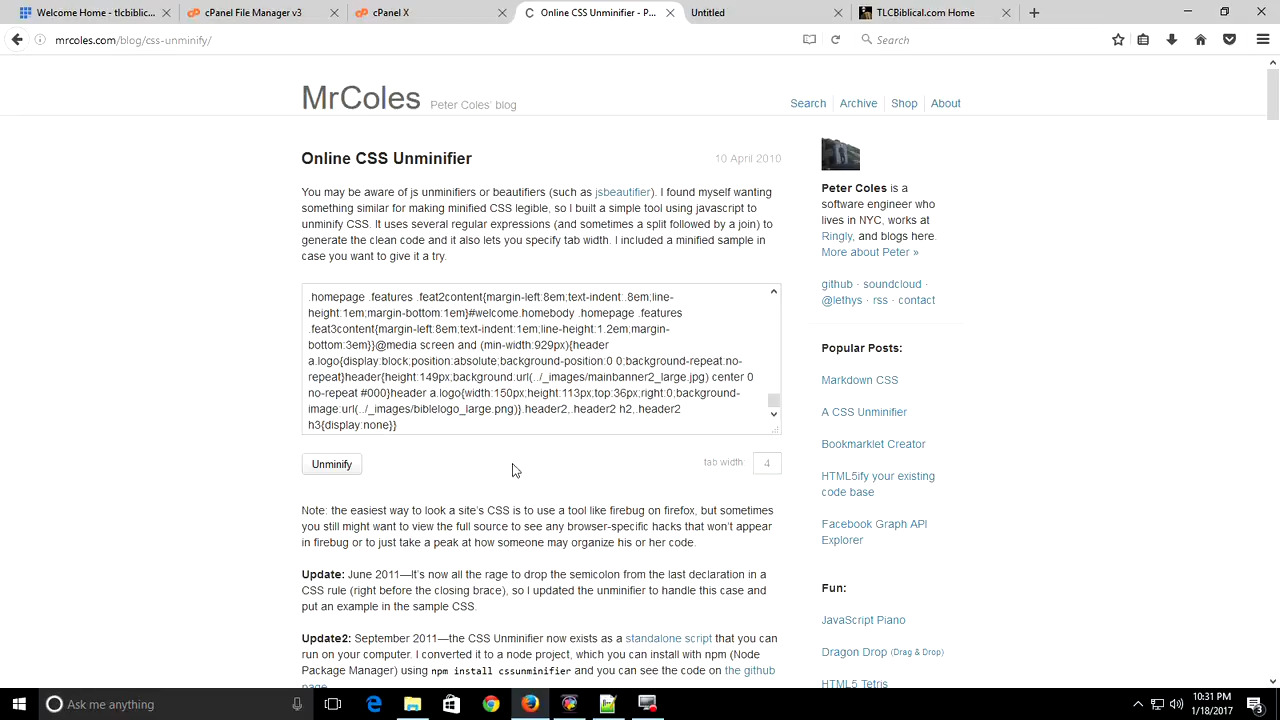 Welcome Home - tlcbiblic...
cPanel File Manager v3
cPanel X
Online CSS Unminifier - P...
Untitled
TLCBiblical.com Home
mrcoles.com/blog/css-unminify/
Search
MrColes Peter Coles' blog
Search Archive Shop About
Online CSS Unminifier
10 April 2010
You may be aware of js unminifiers or beautifiers (such as jsbeautifier). I found myself wanting
something similar for making minified CSS legible, so I built a simple tool using javascript to
unminify CSS. It uses several regular expressions (and sometimes a split followed by a join) to
generate the clean code and it also lets you specify tab width. I included a minified sample in
case you want to give it a try.
.homepage .features .feat2content{margin-left:8em;text-indent:.8em;line-
height:1em;margin-bottom:1em}#welcome.homebody .homepage .features
.feat3content{margin-left:8em;text-indent:1em;line-height:1.2em;margin-
bottom:3em}}@media screen and (min-width:929px){header
a.logo{display:block;position:absolute;background-position:0 0;background-repeat:no-
repeat}header{height:149px;background:url(../_images/mainbanner2_large.jpg) center 0
no-repeat #000}header a.logo{width:150px;height:113px;top:36px;right:0;background-
image:url(../_images/biblelogo_large.png)}.header2,.header2 h2,.header2
h3{display:none}}
Unminify
tab width: 4
Note: the easiest way to look a site's CSS is to use a tool like firebug on firefox, but sometimes
you still might want to view the full source to see any browser-specific hacks that won't appear
in firebug or to just take a peak at how someone may organize his or her code.
Update: June 2011—It's now all the rage to drop the semicolon from the last declaration in a
CSS rule (right before the closing brace), so I updated the unminifier to handle this case and
put an example in the sample CSS.
Update2: September 2011—the CSS Unminifier now exists as a standalone script that you can
run on your computer. I converted it to a node project, which you can install with npm (Node
Package Manager) using npm install cssunminifier and you can see the code on the github
page.
Peter Coles is a
software engineer who
lives in NYC, works at
Ringly, and blogs here.
More about Peter »
github · soundcloud ·
@lethys · rss · contact
Popular Posts:
Markdown CSS
A CSS Unminifier
Bookmarklet Creator
HTML5ify your existing
code base
Facebook Graph API
Explorer
Fun:
JavaScript Piano
Dragon Drop (Drag & Drop)
HTML5 Tetris
Ask me anything
10:31 PM
1/18/2017
3